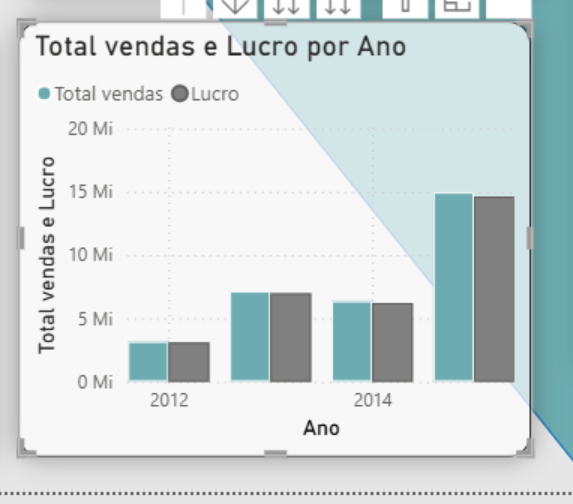 Total vendas e Lucro por Ano
Total vendas Lucro
20 Mi
15 Mi
10 Mi
5 Mi
0 Mi
Total vendas e Lucro
2012
2014
Ano